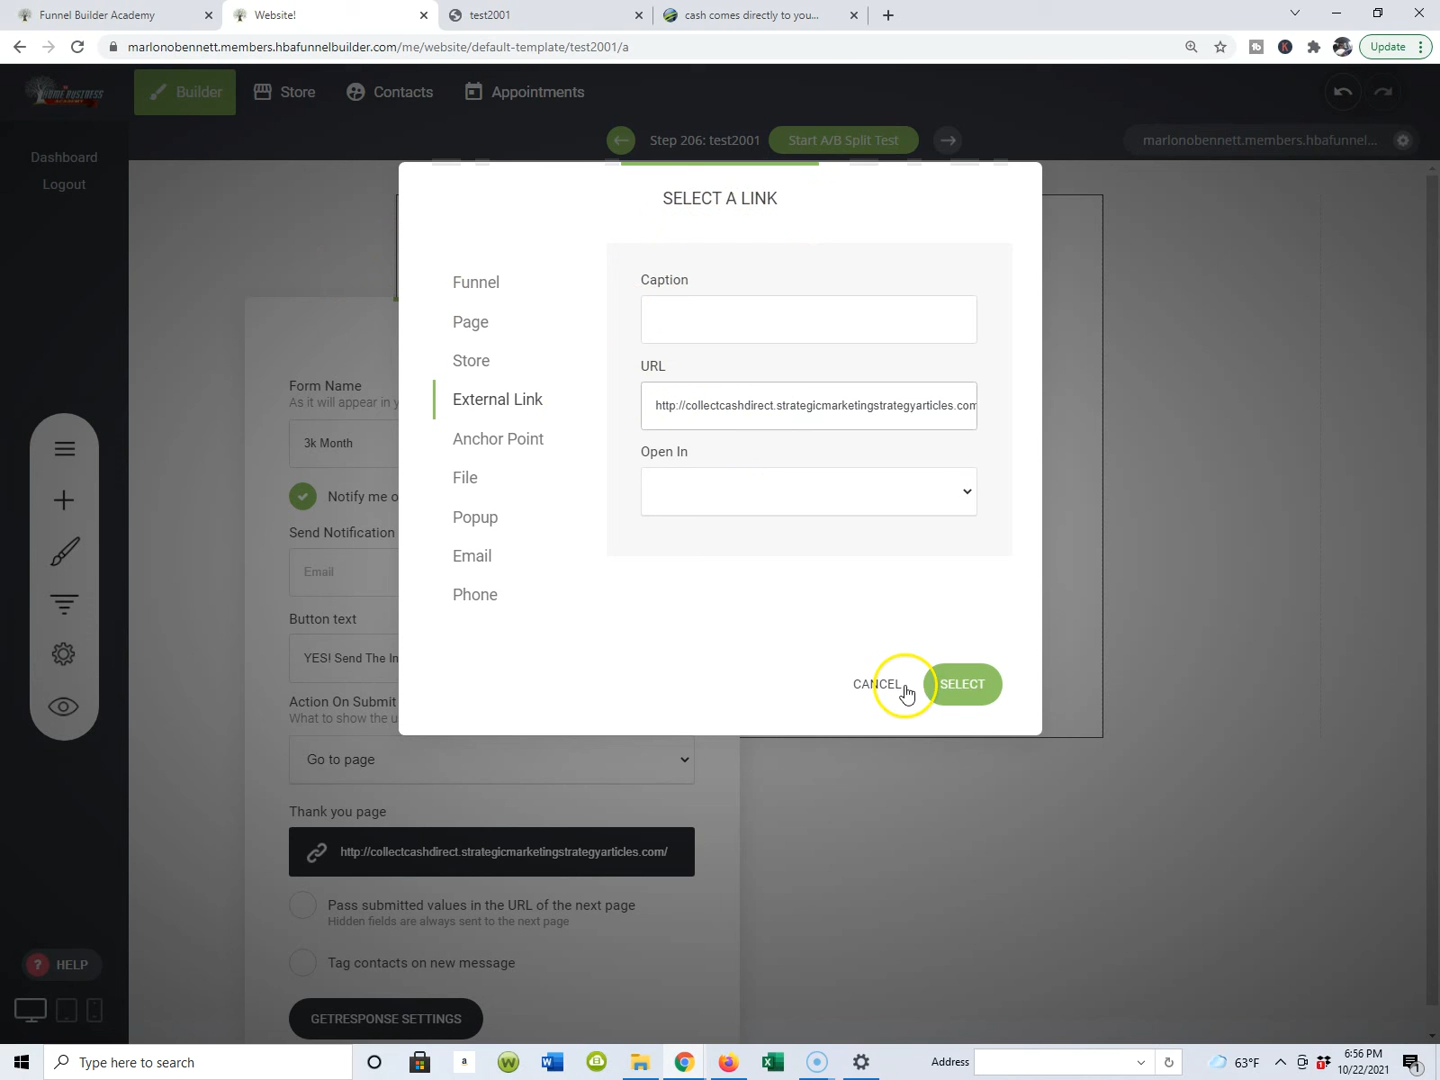 Funnel Builder Academy
Website!
test2001
cash comes directly to you...
marlonobennett.members.hbafunnelbuilder.com/me/website/default-template/test2001/a
Update
HOME BUSINESS
ACADEMY
Builder
Store
Contacts
Appointments
Step 206: test2001
Start A/B Split Test
marlonobennett.members.hbafunnel...
Dashboard
Logout
SELECT A LINK
Funnel
Page
Store
External Link
Anchor Point
File
Popup
Email
Phone
Caption
URL
http://collectcashdirect.strategicmarketingstrategyarticles.com
Open In
CANCEL
SELECT
Form Name
As it will appear in y
3k Month
Notify me o
Send Notification
Email
Button text
YES! Send The In
Action On Submit
What to show the u
Go to page
Thank you page
http://collectcashdirect.strategicmarketingstrategyarticles.com/
Pass submitted values in the URL of the next page
Hidden fields are always sent to the next page
Tag contacts on new message
GETRESPONSE SETTINGS
? HELP
Type here to search
Address
63°F
6:56 PM
10/22/2021